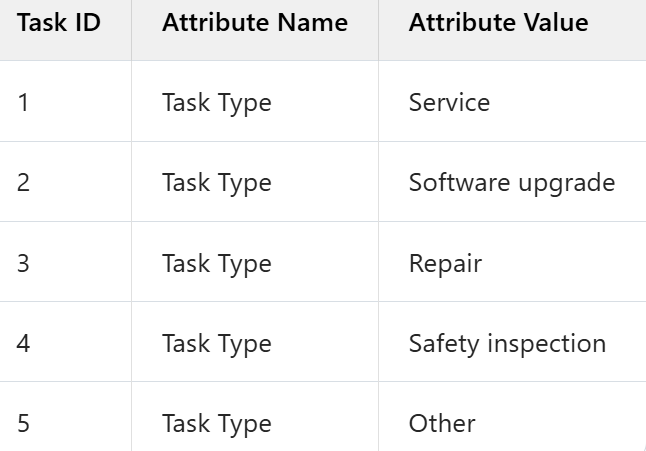 Task ID Attribute Name Attribute Value
1 Task Type Service
2 Task Type Software upgrade
3 Task Type Repair
4 Task Type Safety inspection
5 Task Type Other